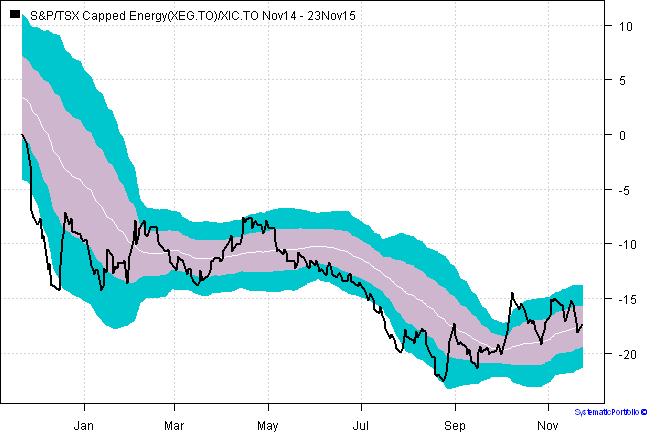 S&P/TSX Capped Energy(XEG.TO)/XIC.TO Nov14 - 23Nov15
10
5
0
-5
-10
-15
-20
Jan Mar May Jul Sep Nov
SystematicPortfolio ©